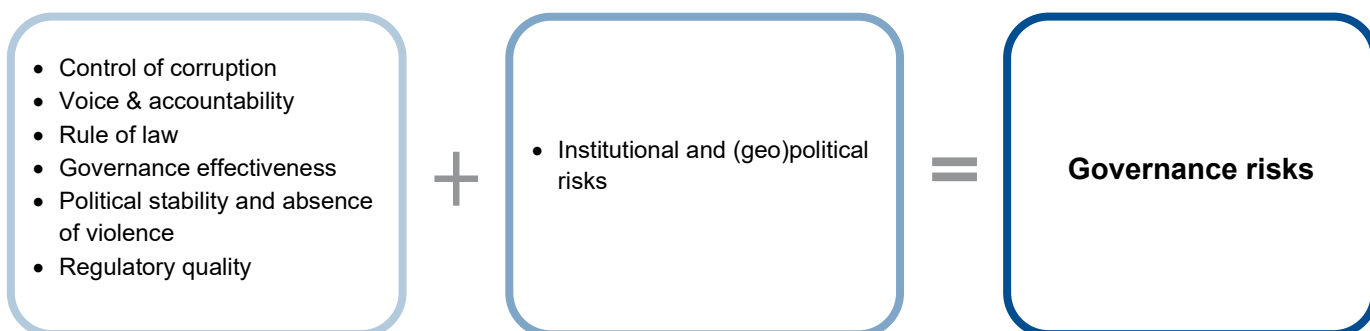 • Control of corruption
• Voice & accountability
• Rule of law
• Governance effectiveness
• Political stability and absence
of violence
• Regulatory quality
+
• Institutional and (geo)political
risks
=
Governance risks